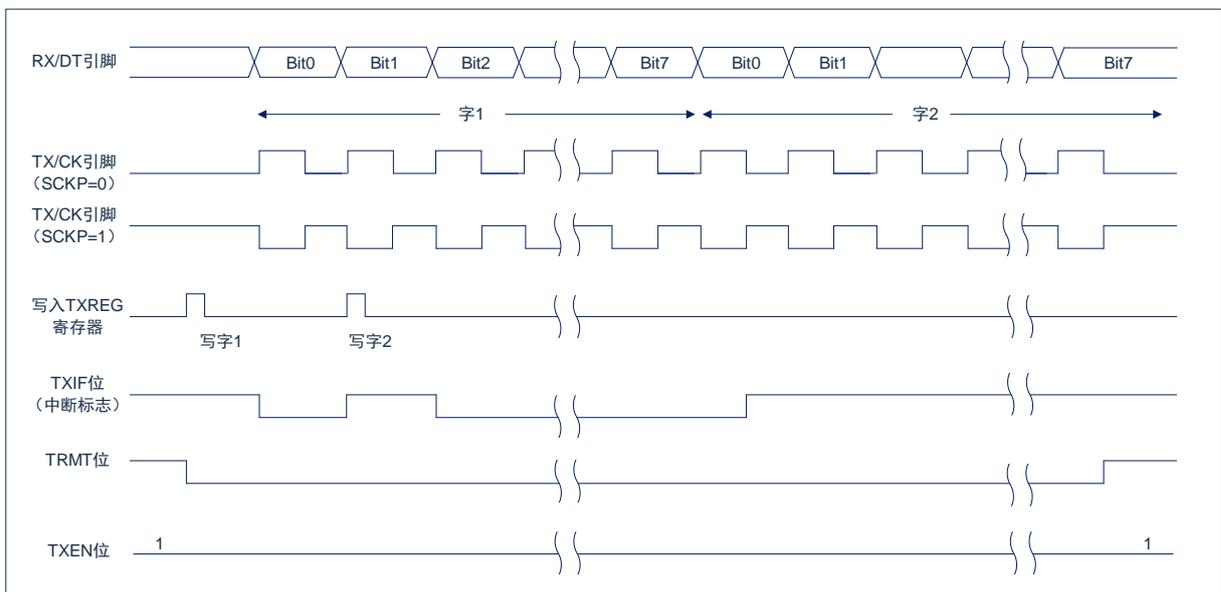 RX/DT引脚
Bit0 Bit1 Bit2 Bit7 Bit0 Bit1 Bit7
字1 字2
TX/CK引脚
（SCKP=0）
TX/CK引脚
（SCKP=1）
写入TXREG
寄存器
写字1 写字2
TXIF位
（中断标志）
TRMT位
TXEN位 1 1